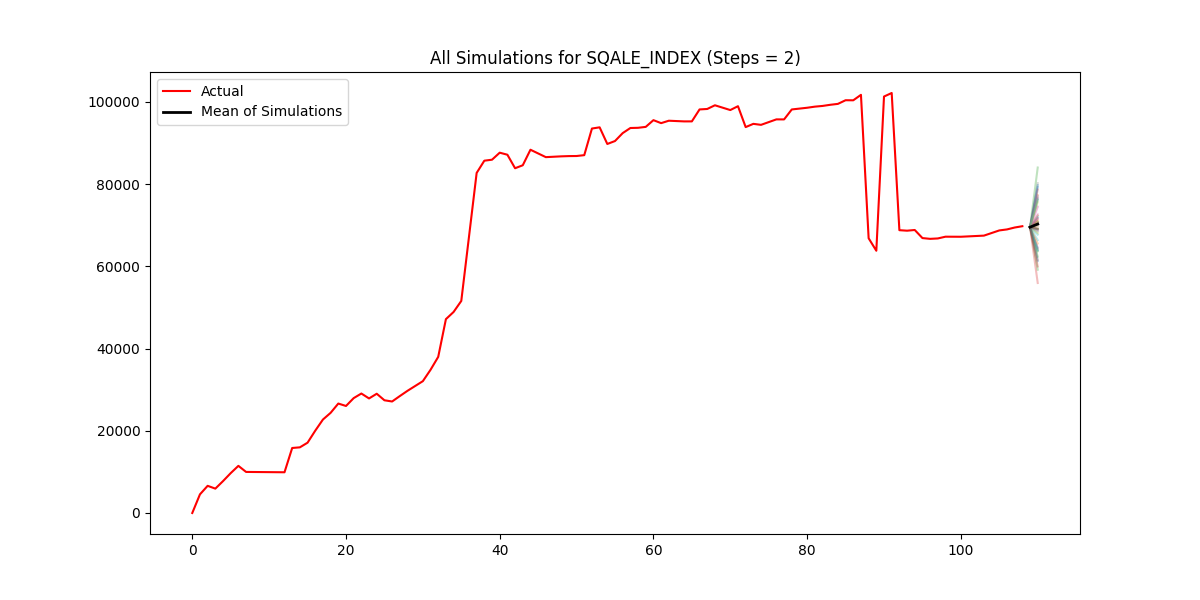 All Simulations for SQALE_INDEX (Steps = 2)
Actual
Mean of Simulations
100000
80000
60000
40000
20000
0
0 20 40 60 80 100